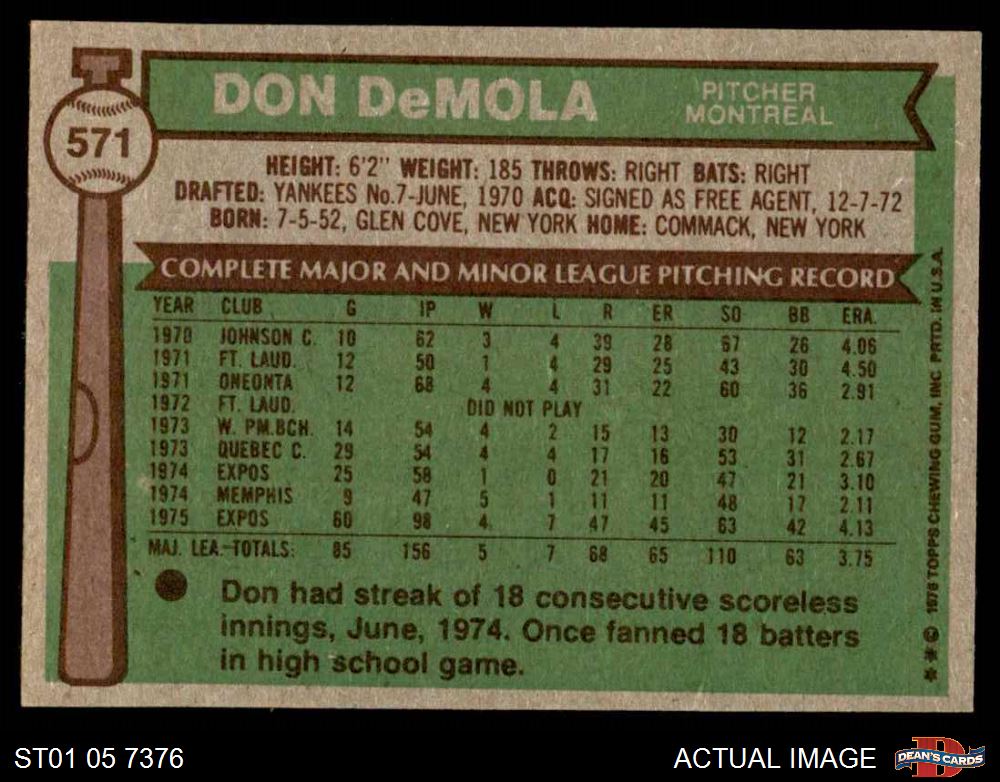 571
DON DeMOLA
PITCHER
MONTREAL
HEIGHT: 6'2" WEIGHT: 185 THROWS: RIGHT BATS: RIGHT
DRAFTED: YANKEES No.7-JUNE, 1970 ACQ: SIGNED AS FREE AGENT, 12-7-72
BORN: 7-5-52, GLEN COVE, NEW YORK HOME: COMMACK, NEW YORK
COMPLETE MAJOR AND MINOR LEAGUE PITCHING RECORD
YEAR CLUB G IP W L R ER SO BB ERA.
1970 JOHNSON C. 10 62 3 4 39 28 67 26 4.06
1971 FT. LAUD. 12 50 1 4 29 25 43 30 4.50
1971 ONEONTA 12 68 4 4 31 22 60 36 2.91
1972 FT. LAUD. DID NOT PLAY
1973 W. PM.BCH. 14 54 4 2 15 13 30 12 2.17
1973 QUEBEC C. 29 54 4 4 17 16 53 31 2.67
1974 EXPOS 25 58 1 0 21 20 47 21 3.10
1974 MEMPHIS 9 47 5 1 11 11 48 17 2.11
1975 EXPOS 60 98 4 7 47 45 63 42 4.13
MAJ. LEA.-TOTALS: 85 156 5 7 68 65 110 63 3.75
Don had streak of 18 consecutive scoreless
innings, June, 1974. Once fanned 18 batters
in high school game.
** © 1976 TOPPS CHEWING GUM, INC PRTD. IN U.S.A.
ST01 05 7376
ACTUAL IMAGE
D
DEAN'S CARDS